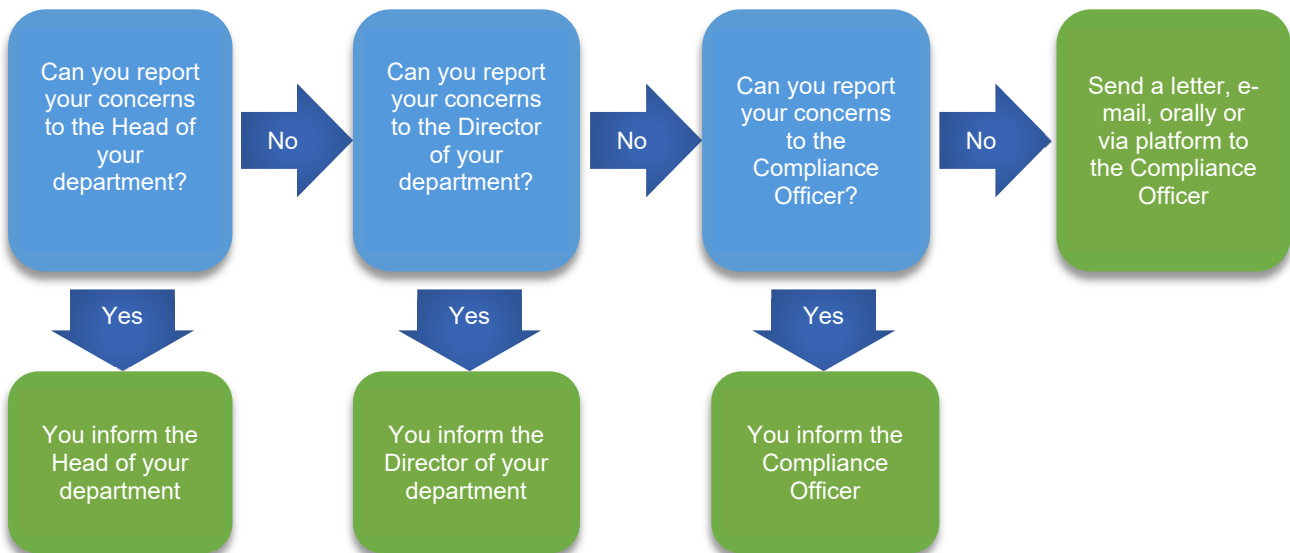 Can you report
your concerns
to the Head of
your
department?
No
Can you report
your concerns
to the Director
of your
department?
No
Can you report
your concerns
to the
Compliance
Officer?
No
Send a letter, e-
mail, orally or
via platform to
the Compliance
Officer
Yes
Yes
Yes
You inform the
Head of your
department
You inform the
Director of your
department
You inform the
Compliance
Officer